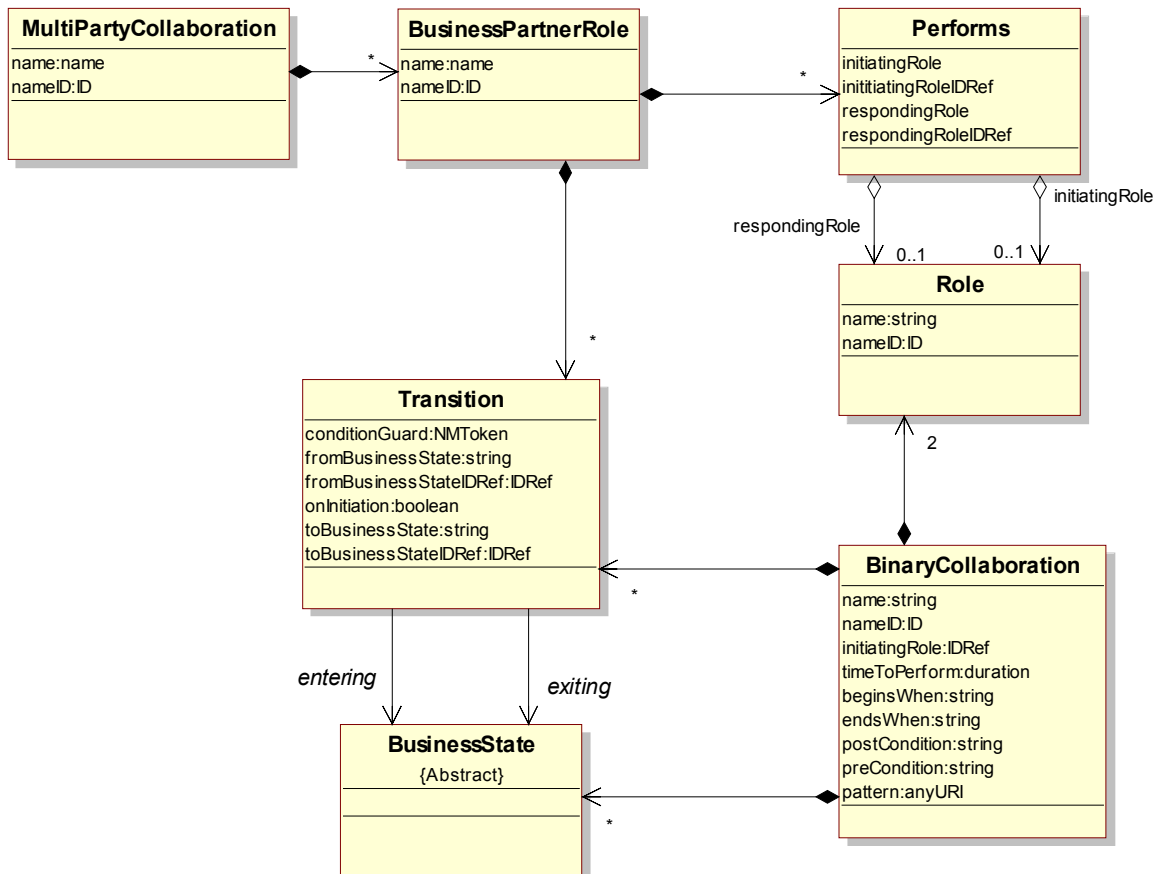 MultiPartyCollaboration
name:name
nameID:ID
*
BusinessPartnerRole
name:name
nameID:ID
*
Performs
initiatingRole
inititiatingRoleIDRef
respondingRole
respondingRoleIDRef
initiatingRole
respondingRole
0..1
0..1
Role
name:string
nameID:ID
*
Transition
conditionGuard:NMToken
fromBusinessState:string
fromBusinessStateIDRef:IDRef
onInitiation:boolean
toBusinessState:string
toBusinessStateIDRef:IDRef
2
*
BinaryCollaboration
name:string
nameID:ID
initiatingRole:IDRef
timeToPerform:duration
beginsWhen:string
endsWhen:string
postCondition:string
preCondition:string
pattern:anyURI
entering
exiting
BusinessState
{Abstract}
*